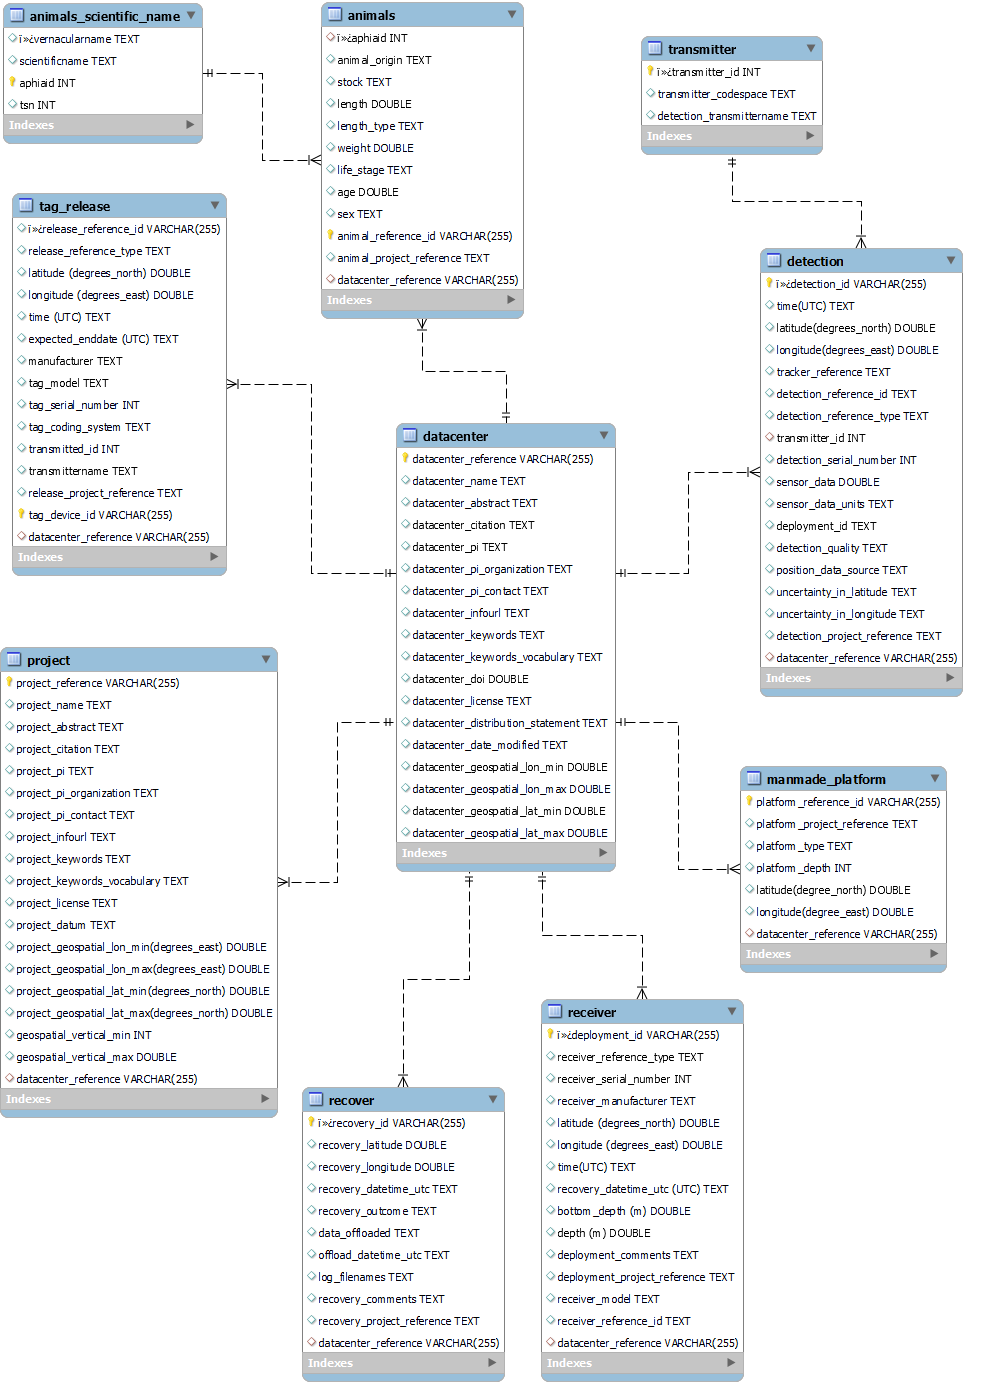 animals_scientific_name
ï»¿vernacularname TEXT
scientificname TEXT
aphiaid INT
tsn INT
Indexes
animals
ï»¿aphiaid INT
animal_origin TEXT
stock TEXT
length DOUBLE
length_type TEXT
weight DOUBLE
life_stage TEXT
age DOUBLE
sex TEXT
animal_reference_id VARCHAR(255)
animal_project_reference TEXT
datacenter_reference VARCHAR(255)
Indexes
transmitter
ï»¿transmitter_id INT
transmitter_codespace TEXT
detection_transmittername TEXT
Indexes
tag_release
ï»¿release_reference_id VARCHAR(255)
release_reference_type TEXT
latitude (degrees_north) DOUBLE
longitude (degrees_east) DOUBLE
time (UTC) TEXT
expected_enddate (UTC) TEXT
manufacturer TEXT
tag_model TEXT
tag_serial_number INT
tag_coding_system TEXT
transmitted_id INT
transmittername TEXT
release_project_reference TEXT
tag_device_id VARCHAR(255)
datacenter_reference VARCHAR(255)
Indexes
detection
ï»¿detection_id VARCHAR(255)
time(UTC) TEXT
latitude(degrees_north) DOUBLE
longitude(degrees_east) DOUBLE
tracker_reference TEXT
detection_reference_id TEXT
detection_reference_type TEXT
transmitter_id INT
detection_serial_number INT
sensor_data DOUBLE
sensor_data_units TEXT
deployment_id TEXT
detection_quality TEXT
position_data_source TEXT
uncertainty_in_latitude TEXT
uncertainty_in_longitude TEXT
detection_project_reference TEXT
datacenter_reference VARCHAR(255)
Indexes
datacenter
datacenter_reference VARCHAR(255)
datacenter_name TEXT
datacenter_abstract TEXT
datacenter_citation TEXT
datacenter_pi TEXT
datacenter_pi_organization TEXT
datacenter_pi_contact TEXT
datacenter_infourl TEXT
datacenter_keywords TEXT
datacenter_keywords_vocabulary TEXT
datacenter_doi DOUBLE
datacenter_license TEXT
datacenter_distribution_statement TEXT
datacenter_date_modified TEXT
datacenter_geospatial_lon_min DOUBLE
datacenter_geospatial_lon_max DOUBLE
datacenter_geospatial_lat_min DOUBLE
datacenter_geospatial_lat_max DOUBLE
Indexes
project
project_reference VARCHAR(255)
project_name TEXT
project_abstract TEXT
project_citation TEXT
project_pi TEXT
project_pi_organization TEXT
project_pi_contact TEXT
project_infourl TEXT
project_keywords TEXT
project_keywords_vocabulary TEXT
project_license TEXT
project_datum TEXT
project_geospatial_lon_min(degrees_east) DOUBLE
project_geospatial_lon_max(degrees_east) DOUBLE
project_geospatial_lat_min(degrees_north) DOUBLE
project_geospatial_lat_max(degrees_north) DOUBLE
geospatial_vertical_min INT
geospatial_vertical_max DOUBLE
datacenter_reference VARCHAR(255)
Indexes
manmade_platform
platform_reference_id VARCHAR(255)
platform_project_reference TEXT
platform_type TEXT
platform_depth INT
latitude(degree_north) DOUBLE
longitude(degree_east) DOUBLE
datacenter_reference VARCHAR(255)
Indexes
recover
ï»¿recovery_id VARCHAR(255)
recovery_latitude DOUBLE
recovery_longitude DOUBLE
recovery_datetime_utc TEXT
recovery_outcome TEXT
data_offloaded TEXT
offload_datetime_utc TEXT
log_filenames TEXT
recovery_comments TEXT
recovery_project_reference TEXT
datacenter_reference VARCHAR(255)
Indexes
receiver
ï»¿deployment_id VARCHAR(255)
receiver_reference_type TEXT
receiver_serial_number INT
receiver_manufacturer TEXT
latitude (degrees_north) DOUBLE
longitude (degrees_east) DOUBLE
time(UTC) TEXT
recovery_datetime_utc (UTC) TEXT
bottom_depth (m) DOUBLE
depth (m) DOUBLE
deployment_comments TEXT
deployment_project_reference TEXT
receiver_model TEXT
receiver_reference_id TEXT
datacenter_reference VARCHAR(255)
Indexes